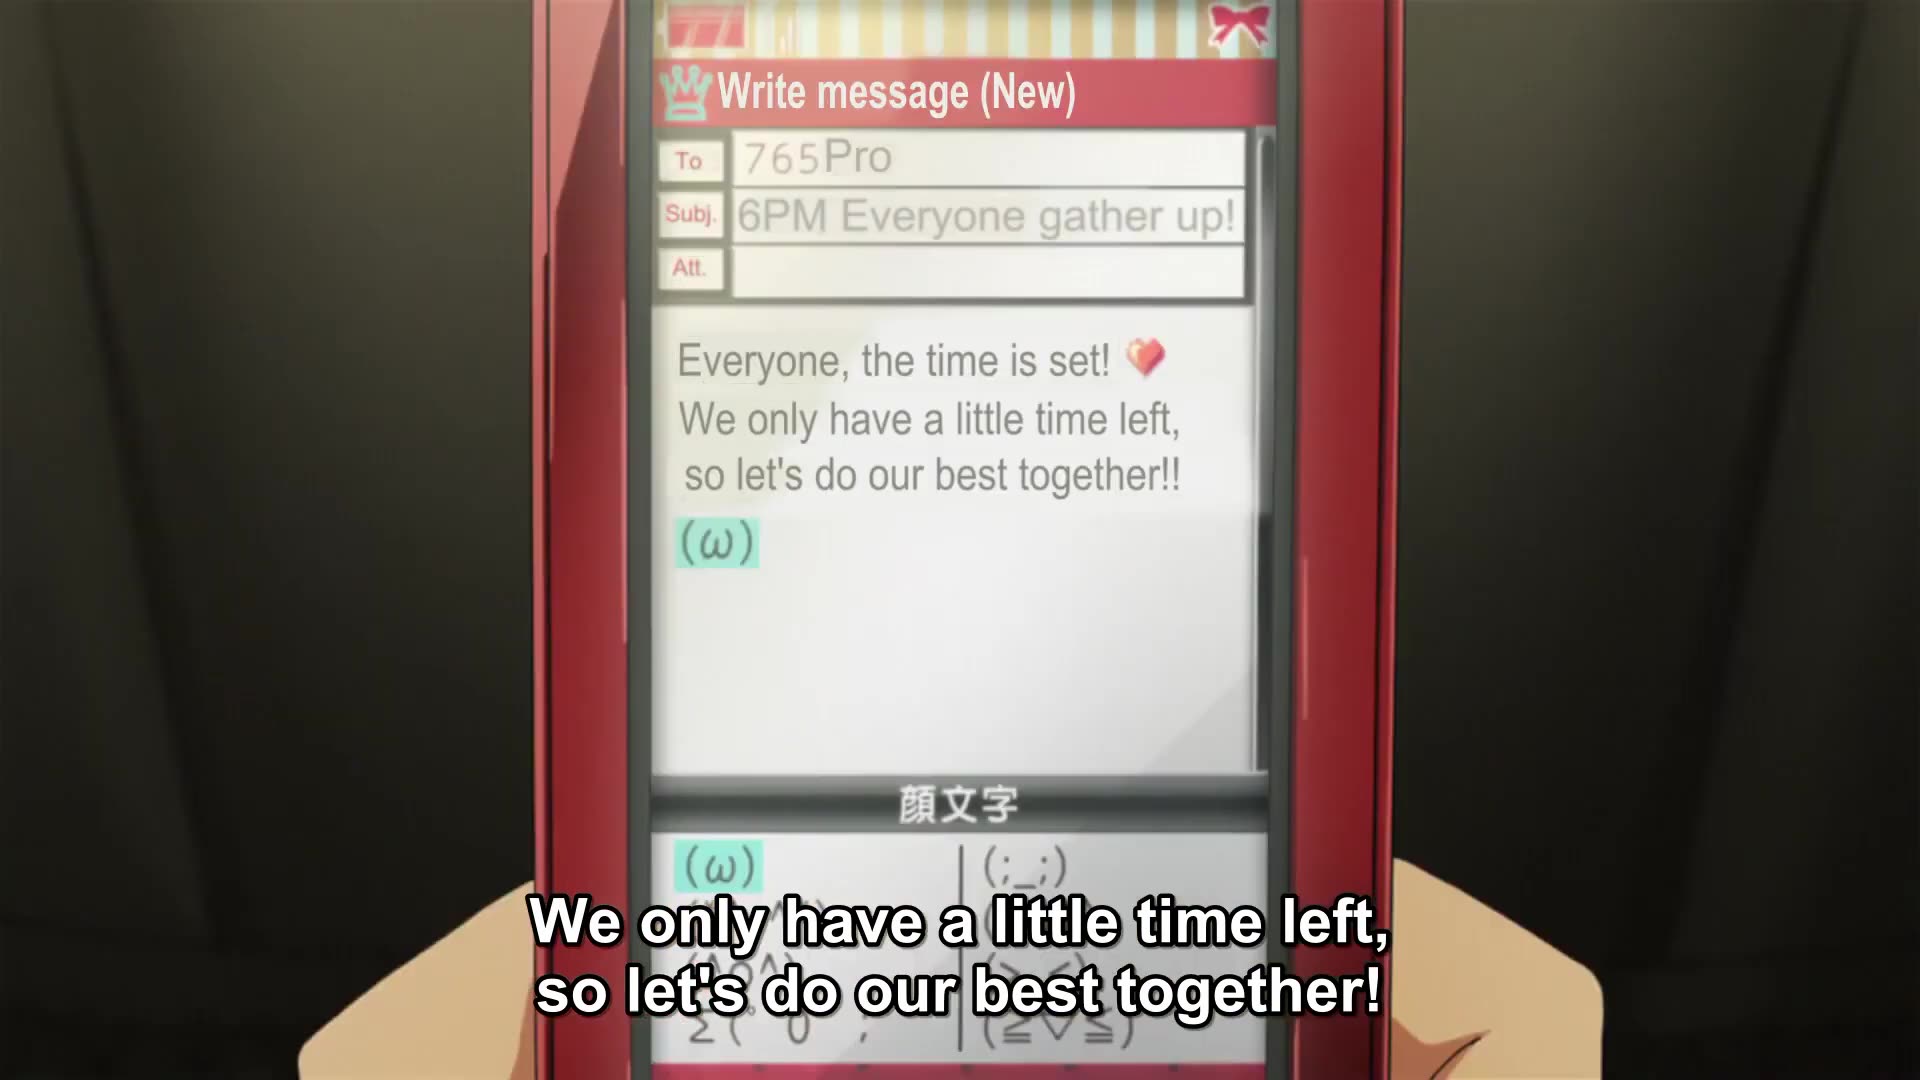 Write message (New)
To 765Pro
Subj. 6PM Everyone gather up!
Att.
Everyone, the time is set!
We only have a little time left,
so let's do our best together!!
(ω)
顔文字
(ω) (;_;)
We only have a little time left,
so let's do our best together!
(≧▽≦)